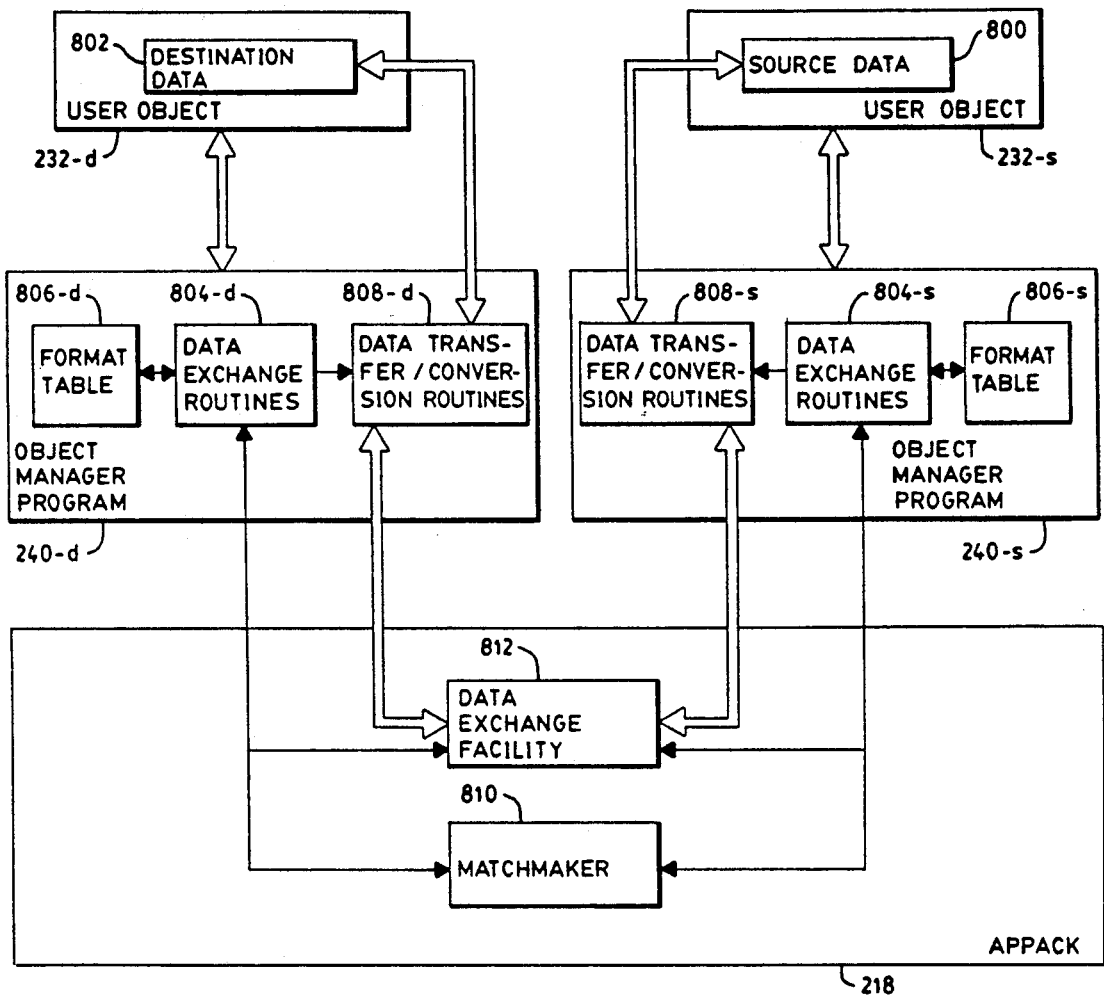 802
DESTINATION
DATA
USER OBJECT
232-d
800
SOURCE DATA
USER OBJECT
232-s
806-d
804-d
808-d
FORMAT
TABLE
DATA
EXCHANGE
ROUTINES
DATA TRANS-
FER / CONVER-
SION ROUTINES
OBJECT
MANAGER
PROGRAM
240-d
808-s
804-s
806-s
DATA TRANS-
FER / CONVER-
SION ROUTINES
DATA
EXCHANGE
ROUTINES
FORMAT
TABLE
OBJECT
MANAGER
PROGRAM
240-s
812
DATA
EXCHANGE
FACILITY
810
MATCHMAKER
APPACK
218